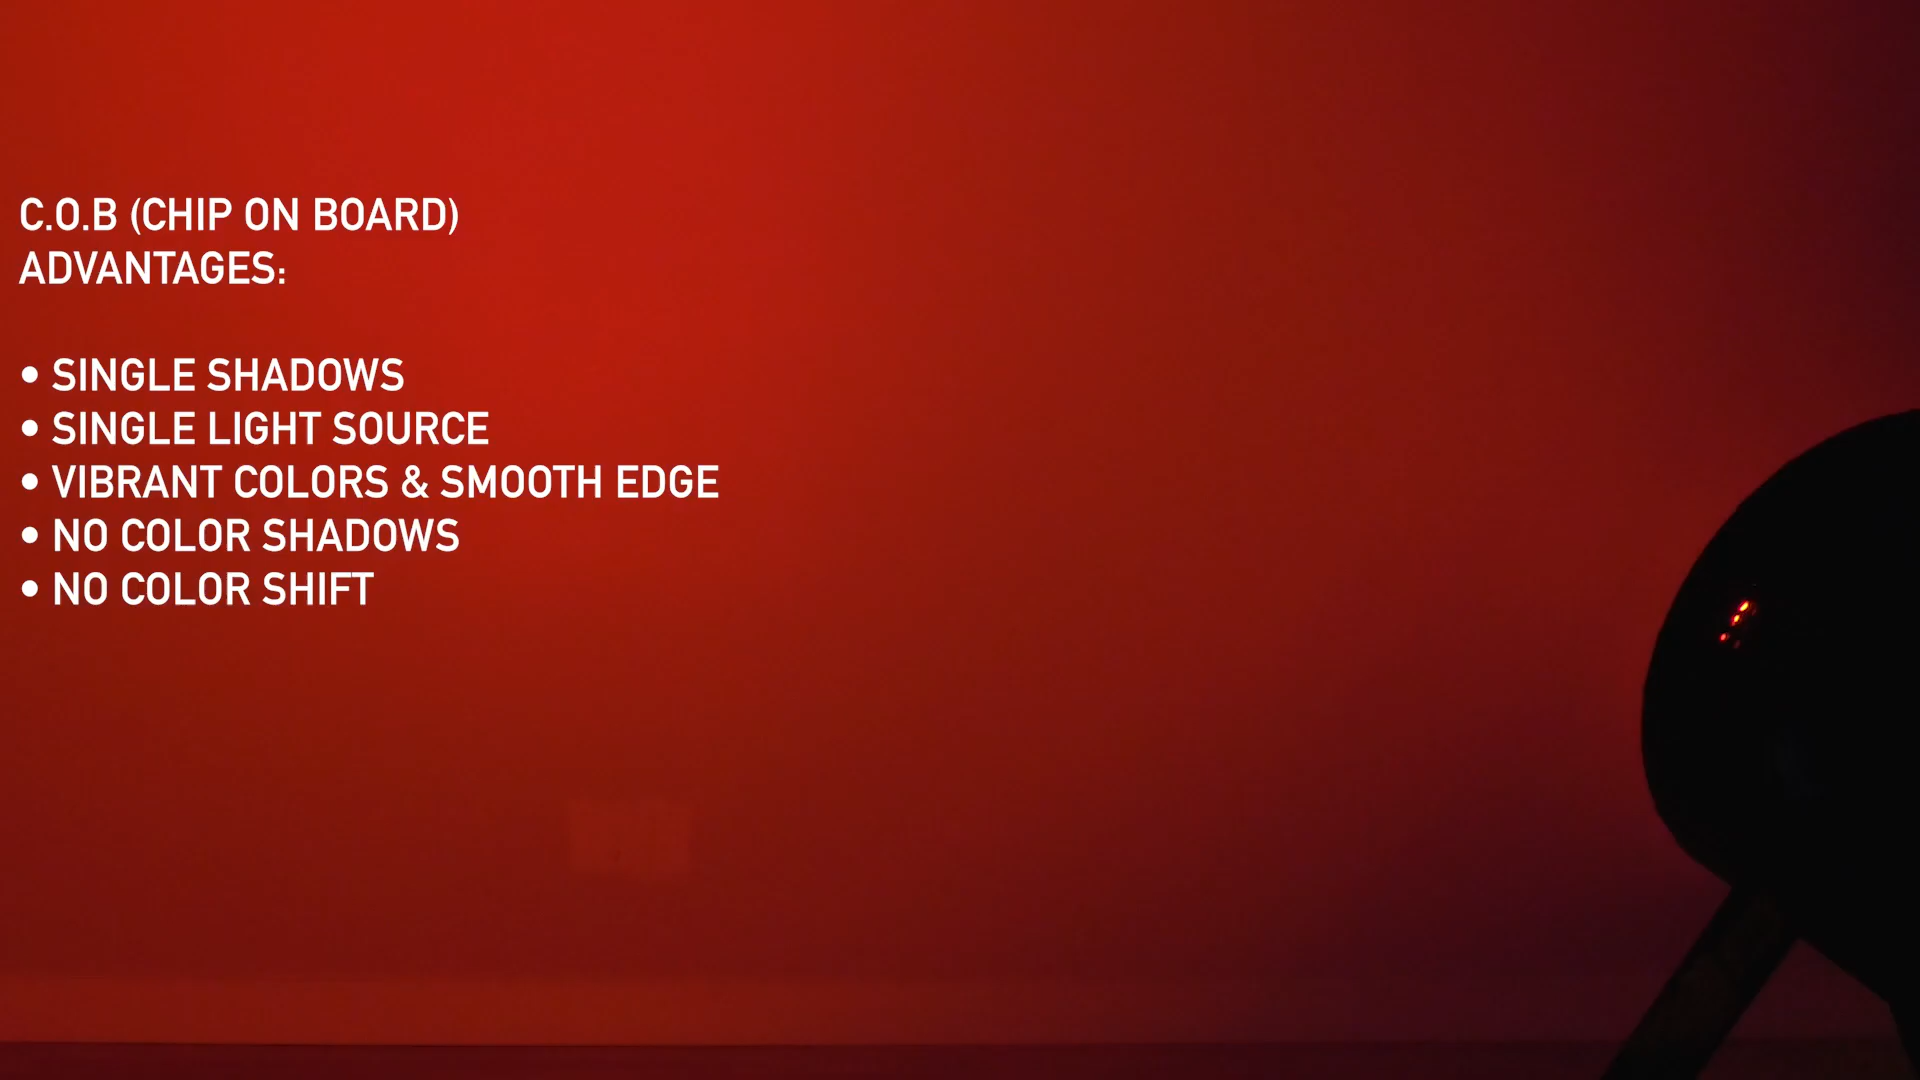 C.O.B (CHIP ON BOARD)
ADVANTAGES:
• SINGLE SHADOWS
• SINGLE LIGHT SOURCE
• VIBRANT COLORS & SMOOTH EDGE
• NO COLOR SHADOWS
• NO COLOR SHIFT